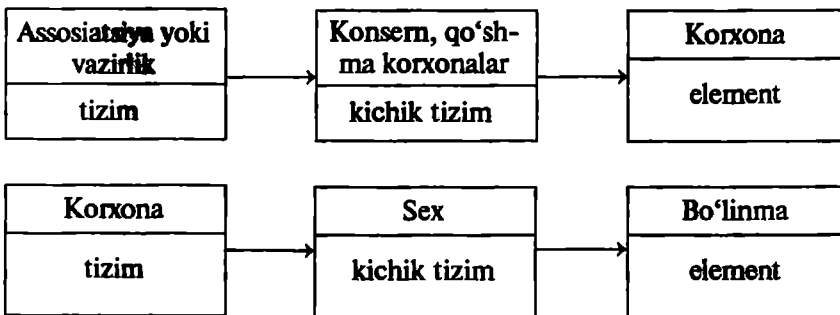 Assosiatsiya yoki
vazirlik
tizim
Konsern, qo‘sh-
ma korxonalar
kichik tizim
Korxona
element
Korxona
tizim
Sex
kichik tizim
Bo‘linma
element